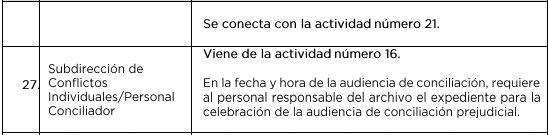 Se conecta con la actividad número 21.
Viene de la actividad número 16.
27.
Subdirección de
Conflictos
Individuales/Personal
Conciliador
En la fecha y hora de la audiencia de conciliación, requiere
al personal responsable del archivo el expediente para la
celebración de la audiencia de conciliación prejudicial.